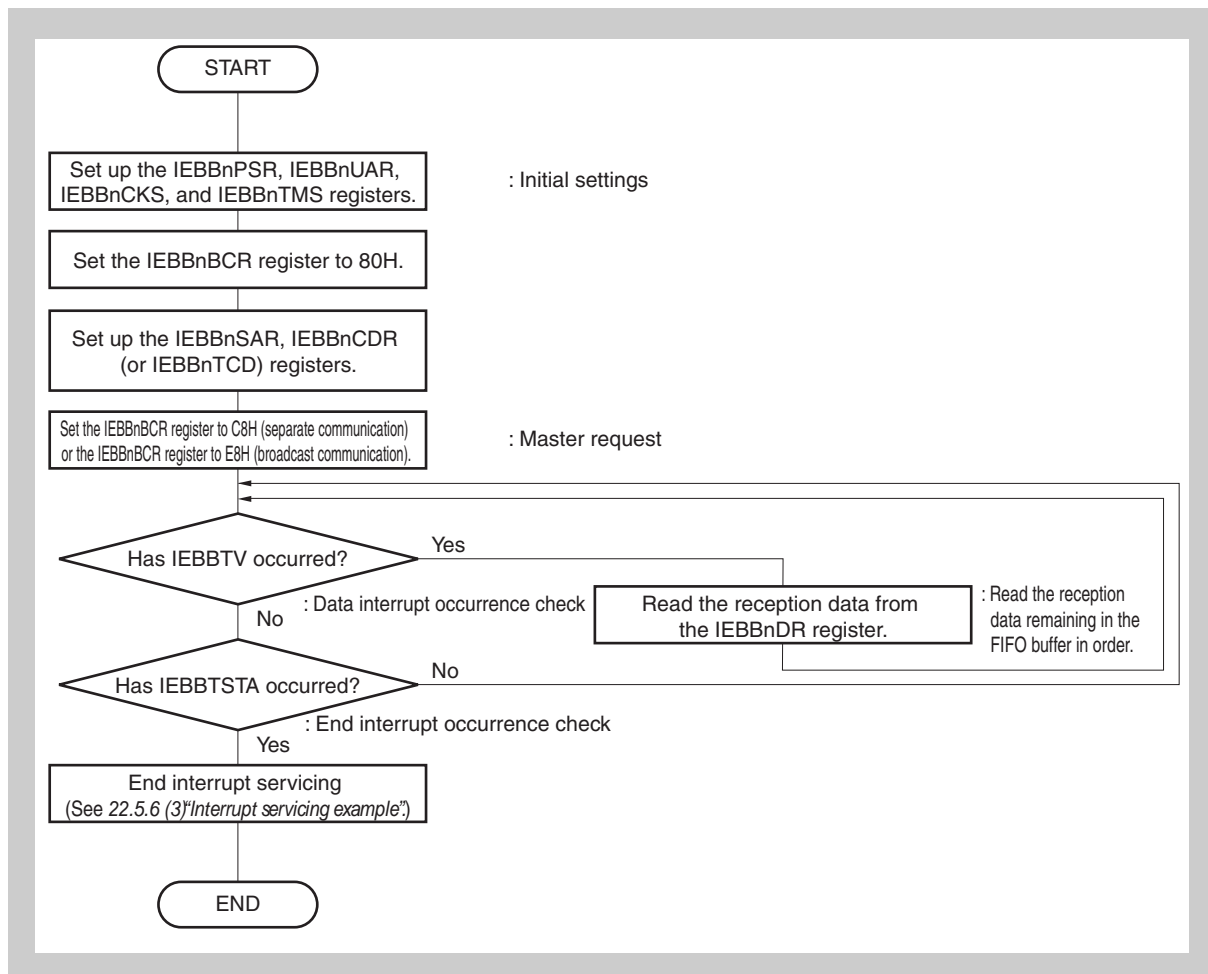 START
Set up the IEBBnPSR, IEBBnUAR,
IEBBnCKS, and IEBBnTMS registers.
: Initial settings
Set the IEBBnBCR register to 80H.
Set up the IEBBnSAR, IEBBnCDR
(or IEBBnTCD) registers.
Set the IEBBnBCR register to C8H (separate communication)
or the IEBBnBCR register to E8H (broadcast communication).
: Master request
Has IEBBTV occurred?
Yes
No
: Data interrupt occurrence check
Read the reception data from
the IEBBnDR register.
: Read the reception
data remaining in the
FIFO buffer in order.
Has IEBBTSTA occurred?
No
: End interrupt occurrence check
Yes
End interrupt servicing
(See 22.5.6 (3)“Interrupt servicing example”.)
END